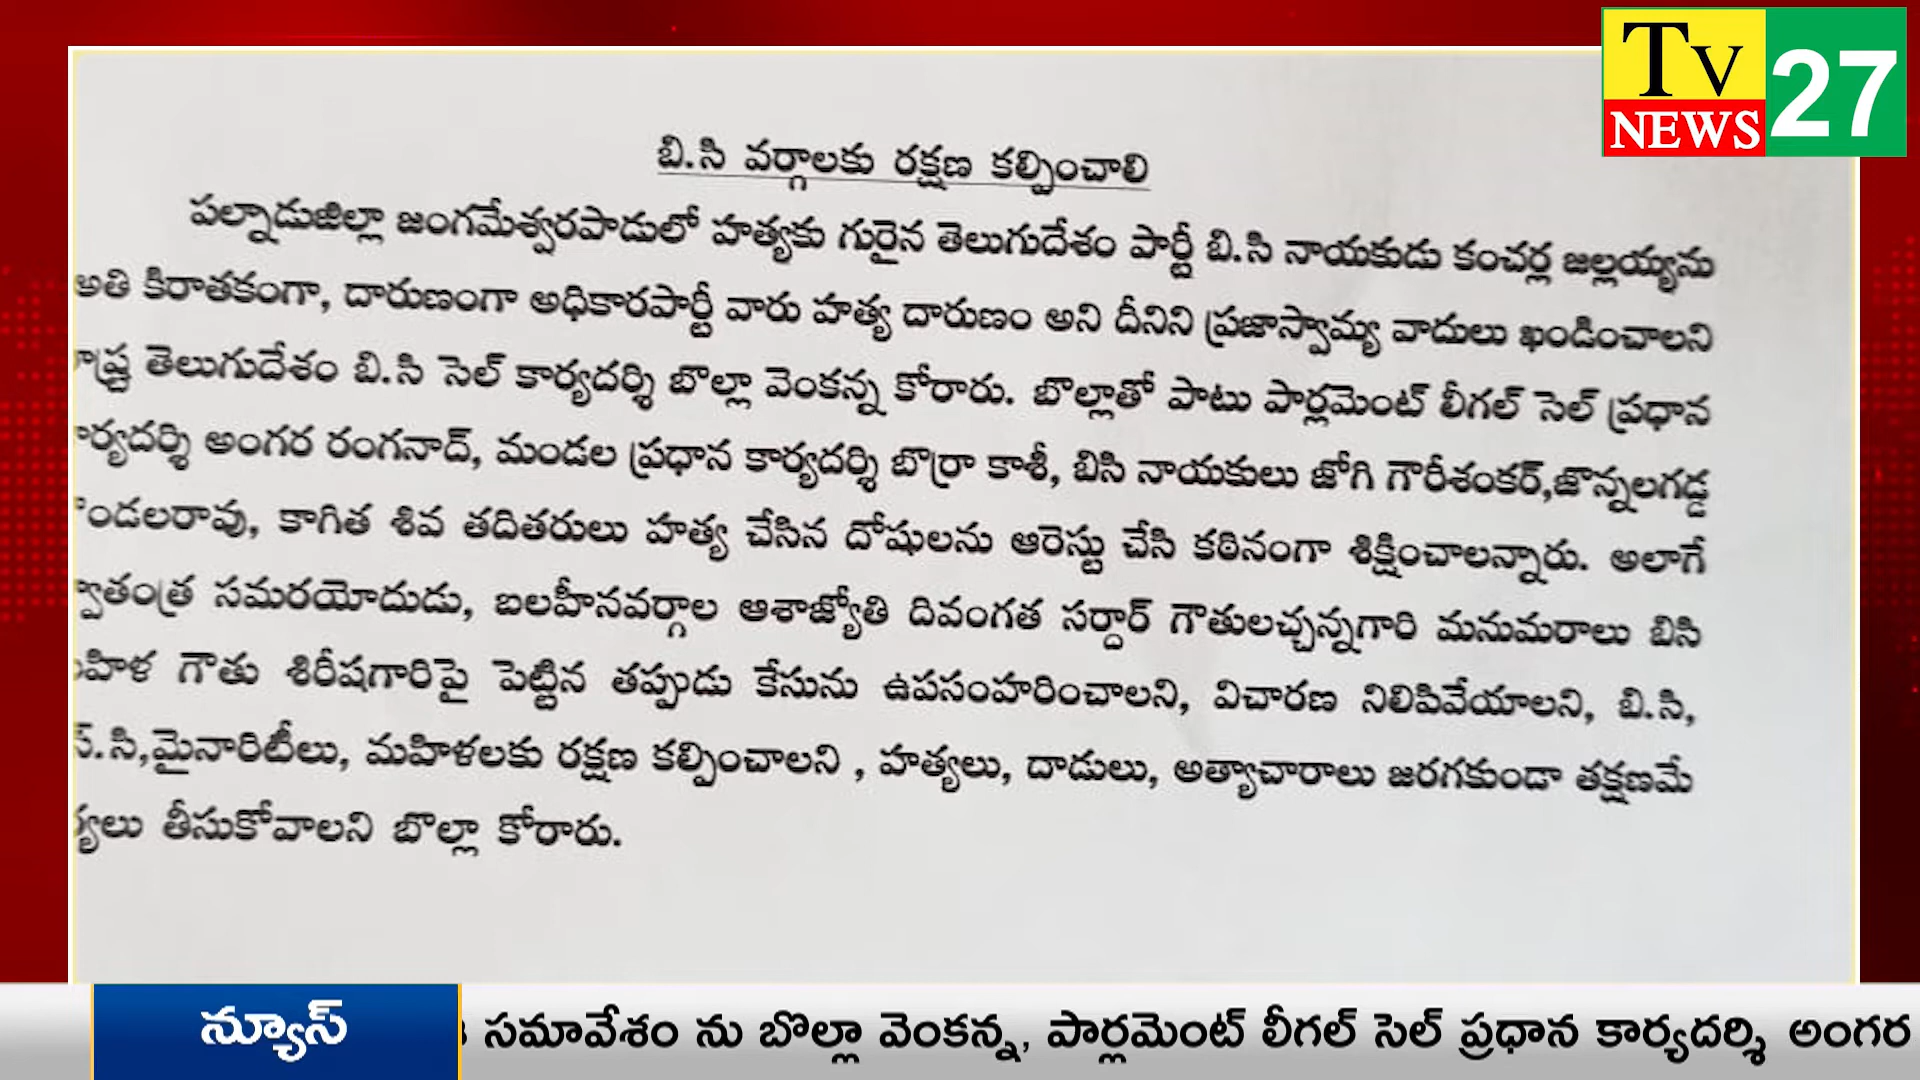 Tv
NEWS
27
బి.సి వర్గాలకు రక్షణ కల్పించాలి
పల్నాడుజిల్లా జంగమేశ్వరపాడులో హత్యకు గురైన తెలుగుదేశం పార్టీ బి.సి నాయకుడు కంచర్ల జల్లయ్యను
అతి కిరాతకంగా, దారుణంగా అధికారపార్టీ వారు హత్య దారుణం అని దీనిని ప్రజాస్వామ్య వాదులు ఖండించాలని
తెలుగుదేశం బి.సి సెల్ కార్యదర్శి బొల్లా వెంకన్న కోరారు. బొల్లాతో పాటు పార్లమెంట్ లీగల్ సెల్ ప్రధాన
అంగర రంగనాద్, మండల ప్రధాన కార్యదర్శి బొర్రా కాశీ, బిసి నాయకులు జోగి గౌరీశంకర్,జొన్నలగడ్డ
కాగిత శివ తదితరులు హత్య చేసిన దోషులను ఆరెస్టు చేసి కఠినంగా శిక్షించాలన్నారు. అలాగే
సమరయోదుడు, బలహీనవర్గాల ఆశాజ్యోతి దివంగత సర్దార్ గౌతులచ్చన్నగారి మనుమరాలు బిసి
గౌతు శిరీషగారిపై పెట్టిన తప్పుడు కేసును ఉపసంహరించాలని, విచారణ నిలిపివేయాలని, బి.సి,
సి,మైనారిటీలు, మహిళలకు రక్షణ కల్పించాలని , హత్యలు, దాడులు, అత్యాచారాలు జరగకుండా తక్షణమే
తీసుకోవాలని బొల్లా కోరారు.
న్యూస్
సమావేశం ను బొల్లా వెంకన్న, పార్లమెంట్ లీగల్ సెల్ ప్రధాన కార్యదర్శి అంగర